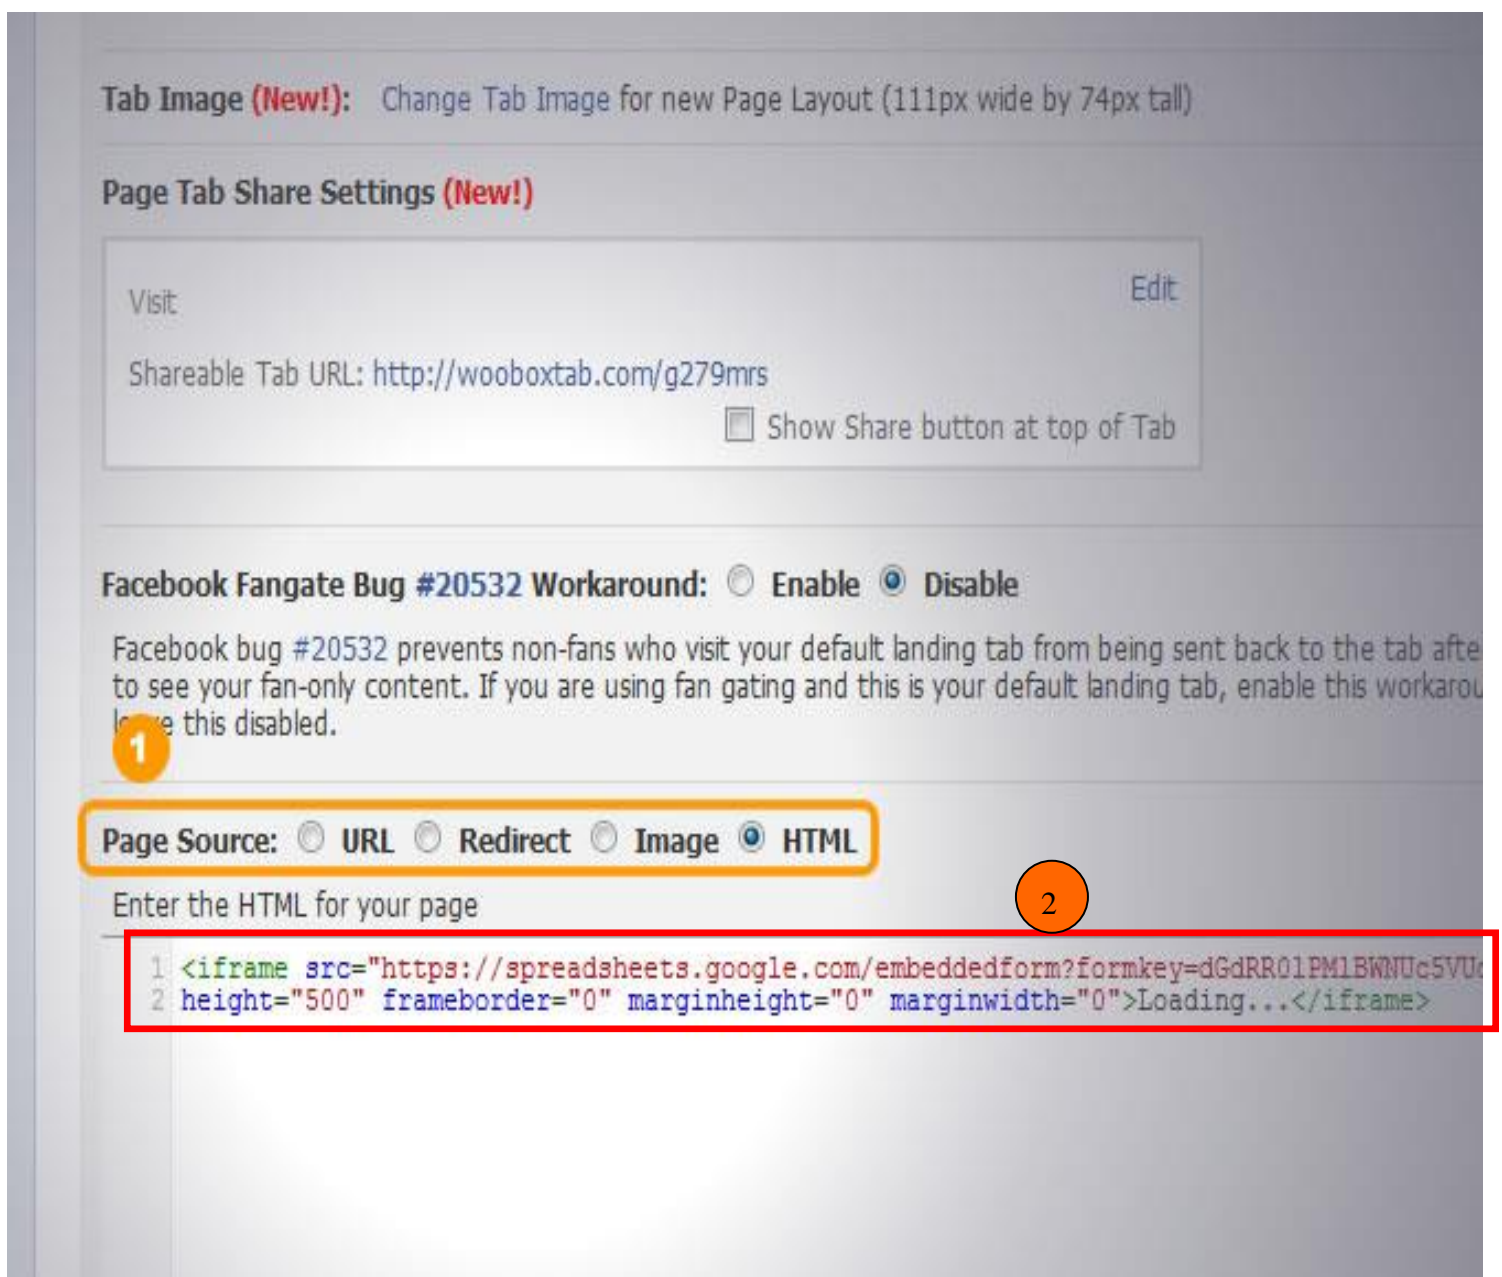 Tab Image (New!): Change Tab Image for new Page Layout (111px wide by 74px tall)
Page Tab Share Settings (New!)
Visit
Edit
Shareable Tab URL: http://wooboxtab.com/g279mrs
Show Share button at top of Tab
Facebook Fangate Bug #20532 Workaround: Enable Disable
Facebook bug #20532 prevents non-fans who visit your default landing tab from being sent back to the tab afte
to see your fan-only content. If you are using fan gating and this is your default landing tab, enable this workarou
this disabled.
1
Page Source: URL Redirect Image HTML
Enter the HTML for your page
2
1 <iframe src="https://spreadsheets.google.com/embeddedform?formkey=dGdRR01PM1BWNUc5VU
2 height="500" frameborder="0" marginheight="0" marginwidth="0">Loading...</iframe>